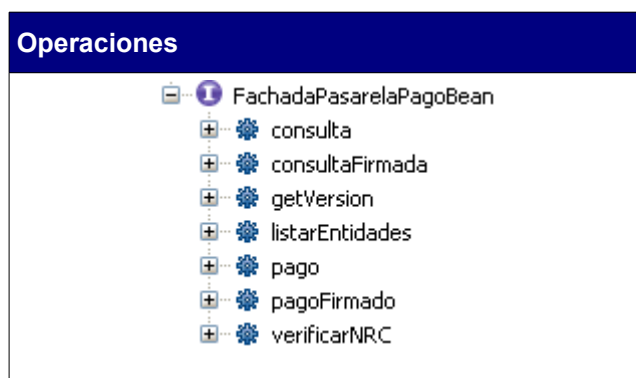 Operaciones
FachadaPasarelaPagoBean
consulta
consultaFirmada
getVersion
listarEntidades
pago
pagoFirmado
verificarNRC